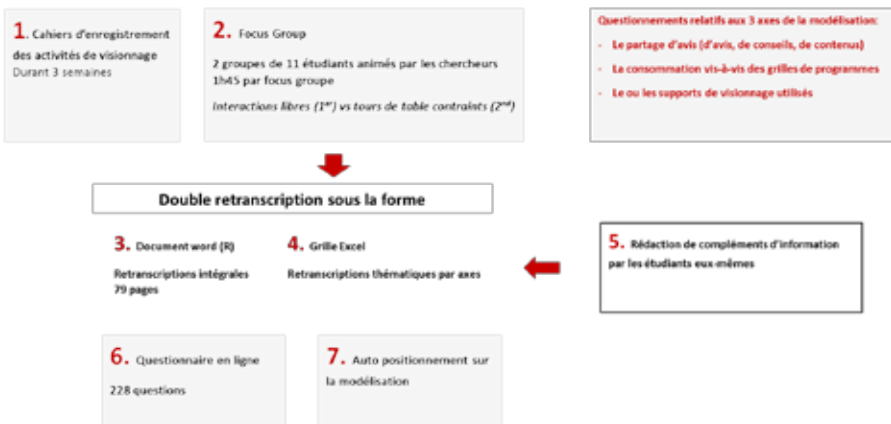 1. Cahiers d'enregistrement
des activités de visionnage
Durant 3 semaines
2. Focus Group
2 groupes de 11 étudiants animés par les chercheurs
1h45 par focus groupe
Interactions libres (1er) vs tours de table contraints (2nd)
Questionnements relatifs aux 3 axes de la modélisation:
- Le partage d'avis (d'avis, de conseils, de contenus)
- La consommation vis-à-vis des grilles de programmes
- Le ou les supports de visionnage utilisés
Double retranscription sous la forme
3. Document word (R)
Retranscriptions intégrales
79 pages
4. Grille Excel
Retranscriptions thématiques par axes
5. Rédaction de compléments d'information
par les étudiants eux-mêmes
6. Questionnaire en ligne
228 questions
7. Auto positionnement sur
la modélisation